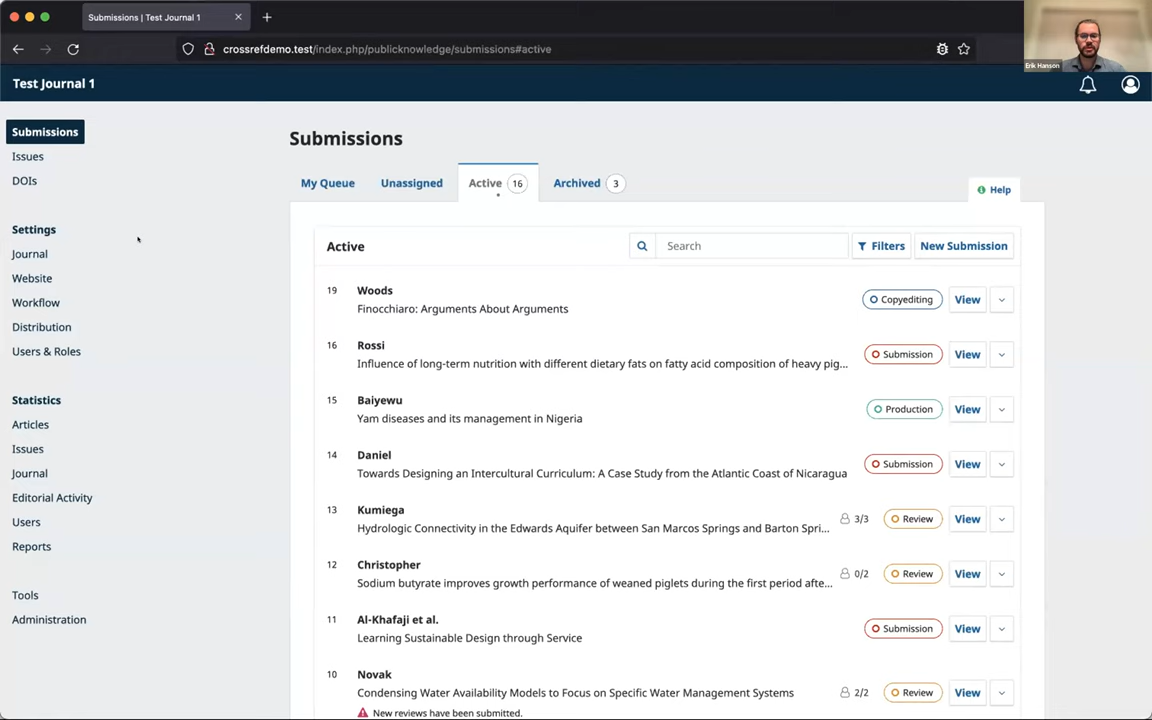 Submissions | Test Journal 1
crossrefdemo.test/index.php/publicknowledge/submissions#active
Erik Hanson
Test Journal 1
Submissions
Issues
DOIs
Settings
Journal
Website
Workflow
Distribution
Users & Roles
Statistics
Articles
Issues
Journal
Editorial Activity
Users
Reports
Tools
Administration
Submissions
My Queue Unassigned Active 16 Archived 3
Help
Active Search Filters New Submission
19 Woods
Finocchiaro: Arguments About Arguments
Copyediting View
16 Rossi
Influence of long-term nutrition with different dietary fats on fatty acid composition of heavy pig...
Submission View
15 Baiyewu
Yam diseases and its management in Nigeria
Production View
14 Daniel
Towards Designing an Intercultural Curriculum: A Case Study from the Atlantic Coast of Nicaragua
Submission View
13 Kumiega
Hydrologic Connectivity in the Edwards Aquifer between San Marcos Springs and Barton Spri...
3/3 Review View
12 Christopher
Sodium butyrate improves growth performance of weaned piglets during the first period afte...
0/2 Review View
11 Al-Khafaji et al.
Learning Sustainable Design through Service
Submission View
10 Novak
Condensing Water Availability Models to Focus on Specific Water Management Systems
2/2 Review View
New reviews have been submitted.